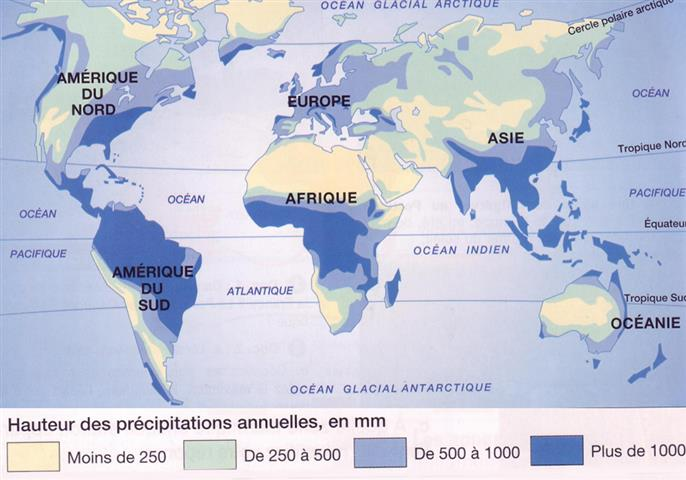 OCÉAN GLACIAL ARCTIQUE
Cercle polaire arctique
AMÉRIQUE
DU
NORD
EUROPE
OCÉAN
ASIE
Tropique Nord
AFRIQUE
OCÉAN
PACIFIQUE
OCÉAN
Équateur
PACIFIQUE
OCÉAN INDIEN
AMÉRIQUE
DU
SUD
ATLANTIQUE
Tropique Sud
OCÉANIE
OCÉAN GLACIAL ANTARCTIQUE
Hauteur des précipitations annuelles, en mm
Moins de 250
De 250 à 500
De 500 à 1000
Plus de 1000